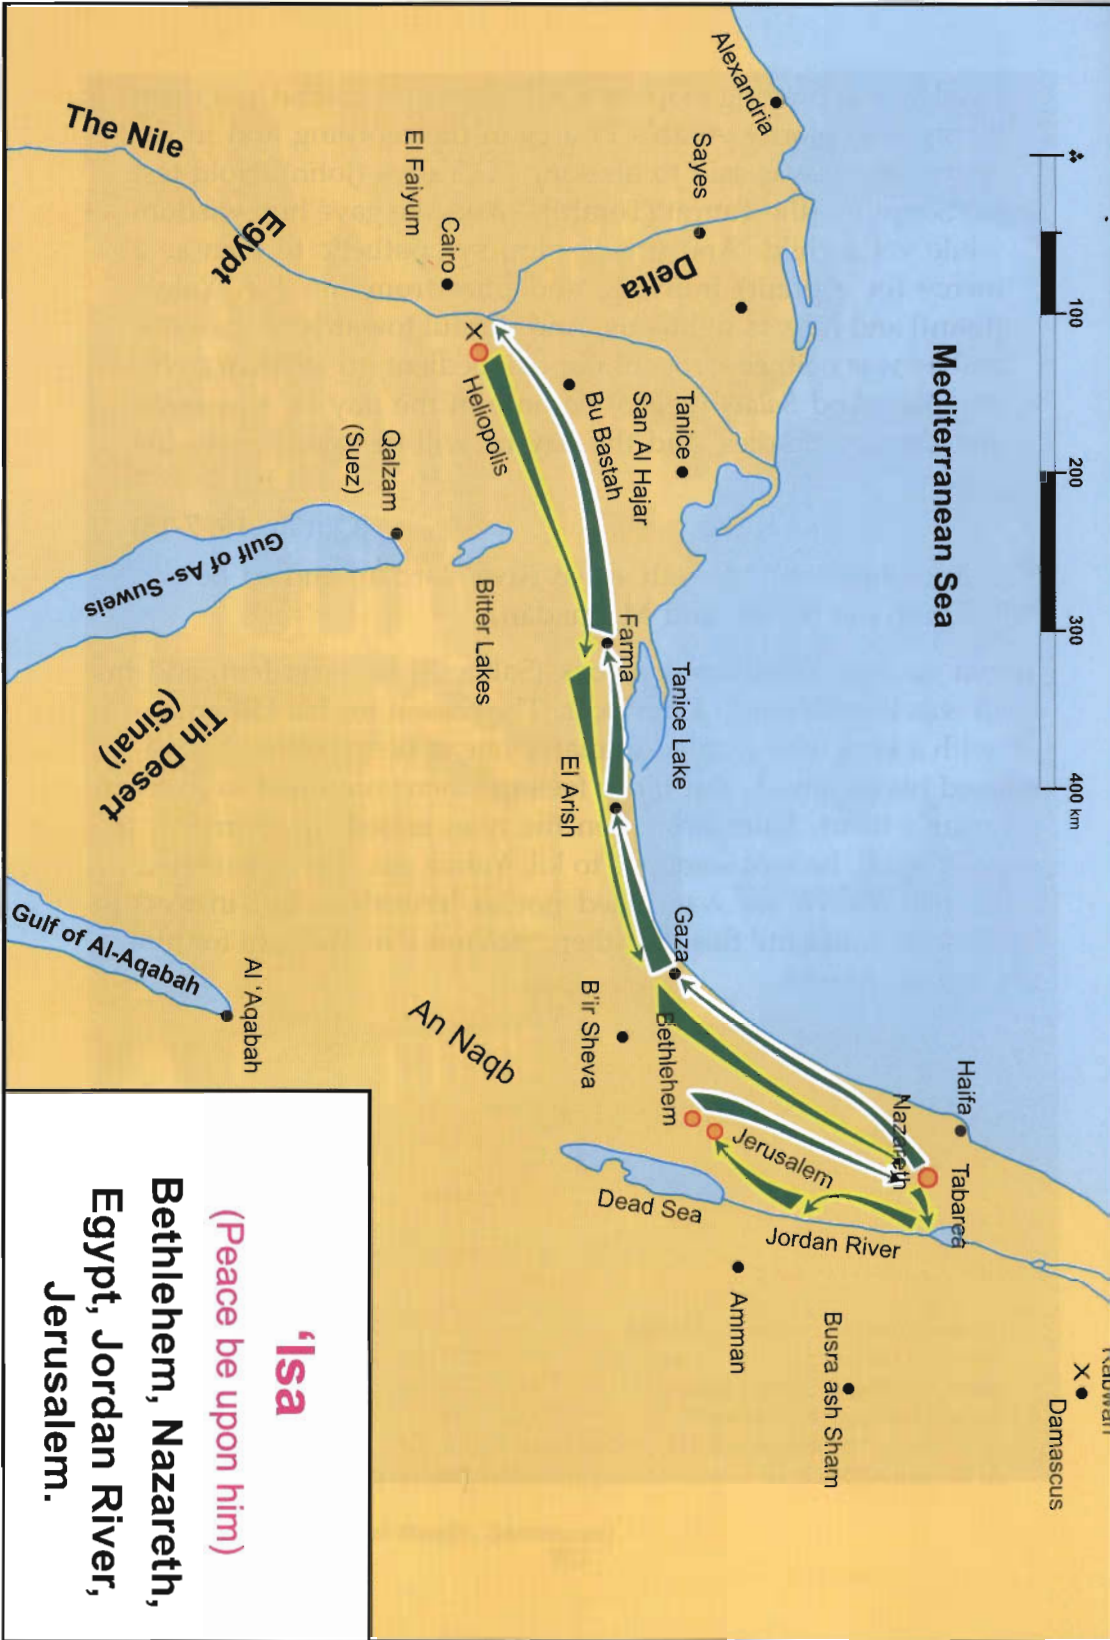 Mediterranean Sea
100
200
300
400 km
Alexandria
Sayes
Delta
Tanice
San Al Hajar
Bu Bastah
Tanice Lake
Farma
El Arish
Gaza
Haifa
Tabarea
Nazareth
Jerusalem
Bethlehem
B'ir Sheva
Dead Sea
Jordan River
Amman
Busra ash Sham
X
Damascus
The Nile
Egypt
El Faiyum
Cairo
X
Heliopolis
Qalzam
(Suez)
Bitter Lakes
Gulf of As- Suweis
Tih Desert
(Sinai)
An Naqb
Gulf of Al-Aqabah
Al 'Aqabah
‘Isa
(Peace be upon him)
Bethlehem, Nazareth,
Egypt, Jordan River,
Jerusalem.